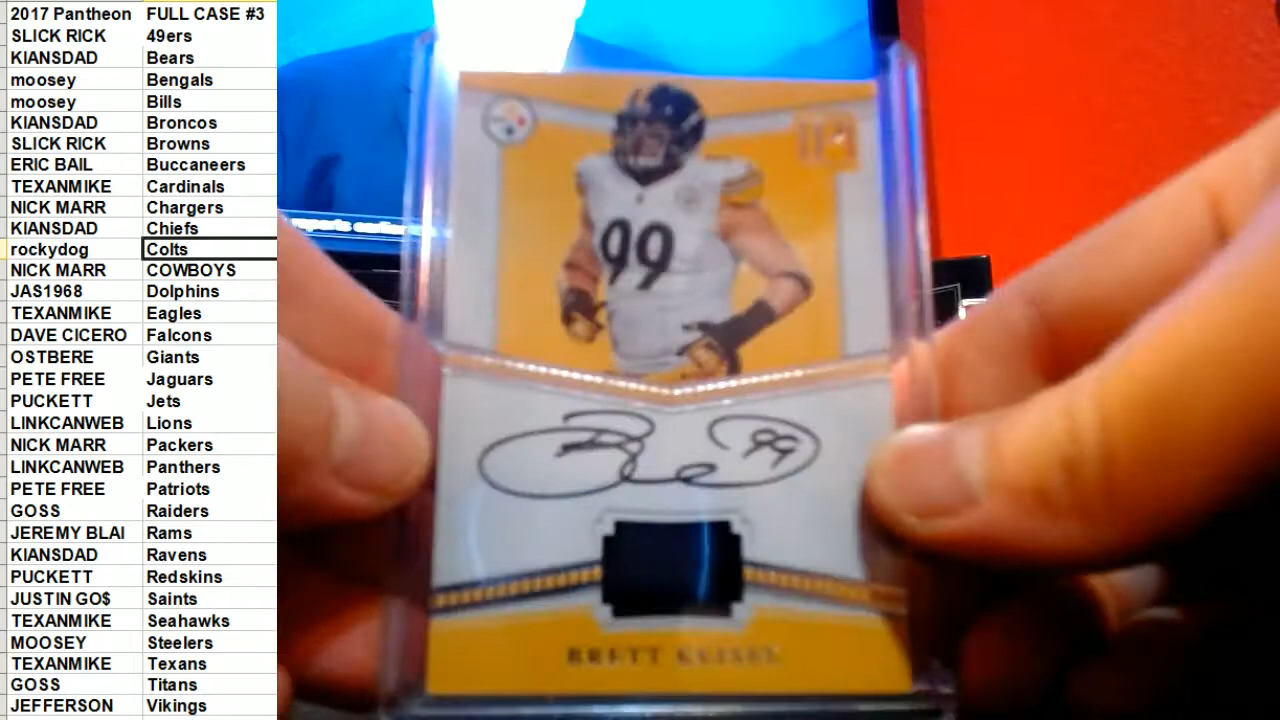 2017 Pantheon FULL CASE #3
SLICK RICK 49ers
KIANSDAD Bears
moosey Bengals
moosey Bills
KIANSDAD Broncos
SLICK RICK Browns
ERIC BAIL Buccaneers
TEXANMIKE Cardinals
NICK MARR Chargers
KIANSDAD Chiefs
rockydog Colts
NICK MARR COWBOYS
JAS1968 Dolphins
TEXANMIKE Eagles
DAVE CICERO Falcons
OSTBERE Giants
PETE FREE Jaguars
PUCKETT Jets
LINKCANWEB Lions
NICK MARR Packers
LINKCANWEB Panthers
PETE FREE Patriots
GOSS Raiders
JEREMY BLAI Rams
KIANSDAD Ravens
PUCKETT Redskins
JUSTIN GO$ Saints
TEXANMIKE Seahawks
MOOSEY Steelers
TEXANMIKE Texans
GOSS Titans
JEFFERSON Vikings
99
99
BRETT KEISEL